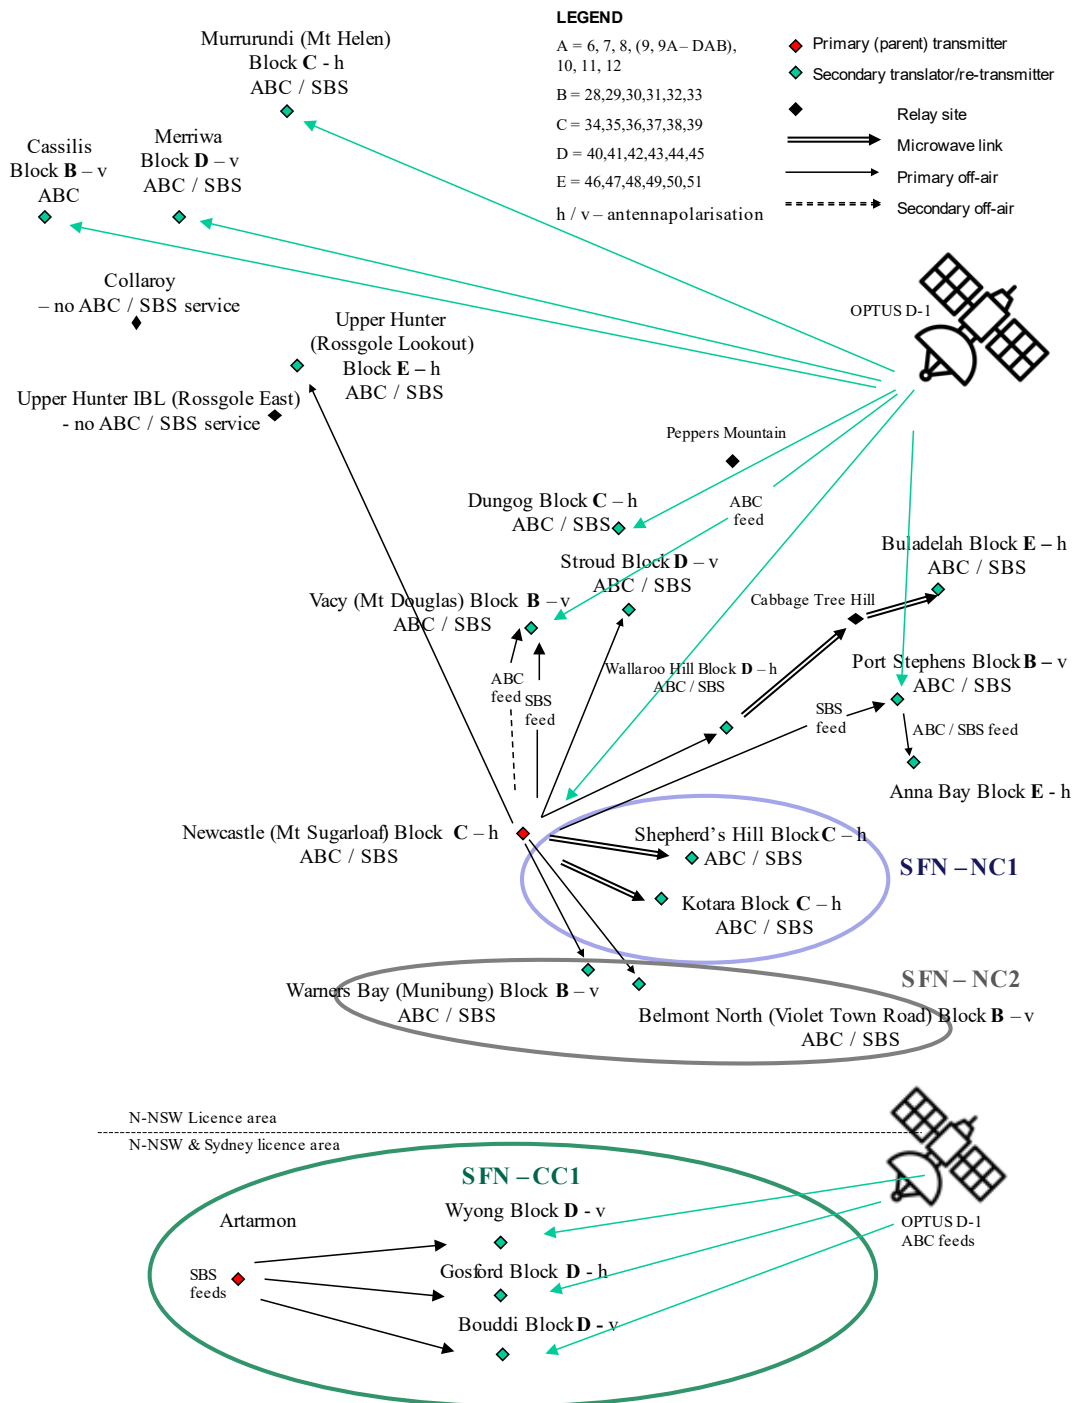 LEGEND
A = 6, 7, 8, (9, 9A – DAB),
10, 11, 12
B = 28,29,30,31,32,33
C = 34,35,36,37,38,39
D = 40,41,42,43,44,45
E = 46,47,48,49,50,51
h / v – antennapolarisation
Primary (parent) transmitter
Secondary translator/re-transmitter
Relay site
Microwave link
Primary off-air
Secondary off-air
Murrurundi (Mt Helen)
Block C - h
ABC / SBS
Merriwa
Block D – v
ABC / SBS
Cassilis
Block B – v
ABC
Collaroy
– no ABC / SBS service
Upper Hunter
(Rossgole Lookout)
Block E – h
ABC / SBS
Upper Hunter IBL (Rossgole East)
- no ABC / SBS service
OPTUS D-1
Peppers Mountain
Dungog Block C – h
ABC / SBS
ABC
feed
Stroud Block D – v
ABC / SBS
Buladelah Block E – h
ABC / SBS
Vacy (Mt Douglas) Block B – v
ABC / SBS
Cabbage Tree Hill
Wallaroo Hill Block D – h
ABC / SBS
Port Stephens Block B – v
ABC / SBS
ABC
feed
SBS
feed
SBS
feed
ABC / SBS feed
Anna Bay Block E - h
Newcastle (Mt Sugarloaf) Block C – h
ABC / SBS
Shepherd's Hill Block C – h
ABC / SBS
SFN – NC1
Kotara Block C – h
ABC / SBS
SFN – NC2
Warners Bay (Munibung) Block B – v
ABC / SBS
Belmont North (Violet Town Road) Block B – v
ABC / SBS
N-NSW Licence area
N-NSW & Sydney licence area
SFN – CC1
Wyong Block D - v
Artarmon
OPTUS D-1
ABC feeds
Gosford Block D - h
SBS
feeds
Bouddi Block D - v